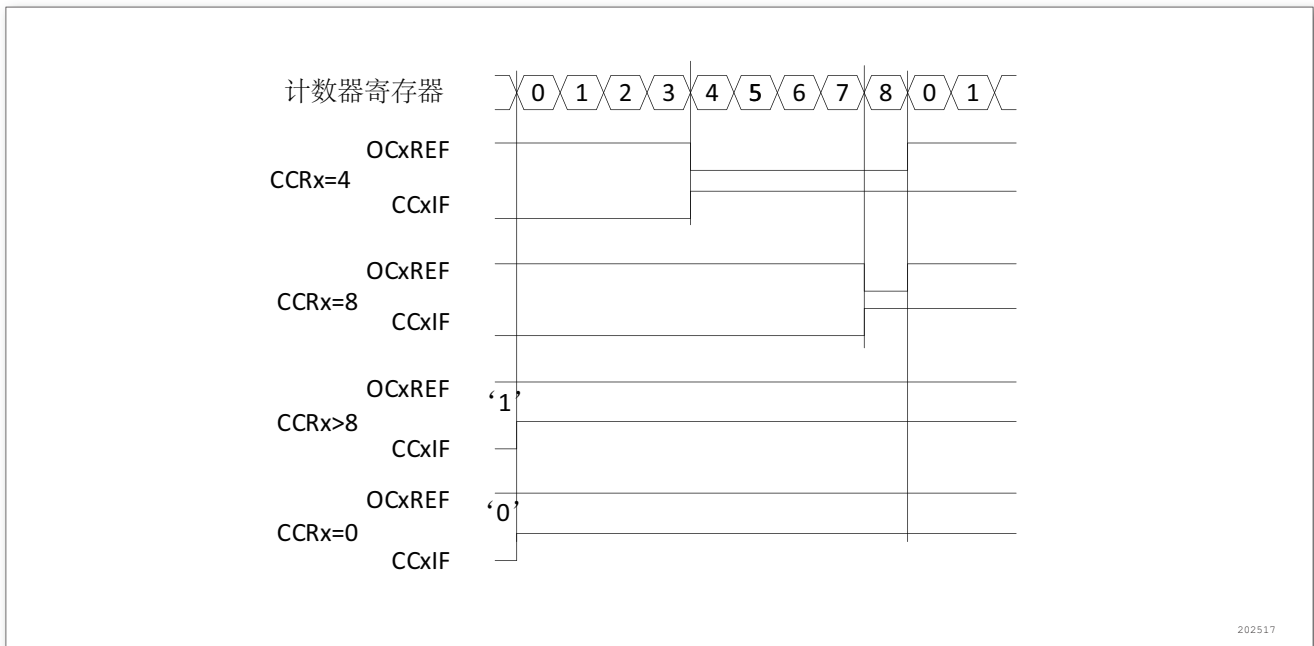 计数器寄存器 0 1 2 3 4 5 6 7 8 0 1
OCxREF
CCRx=4
CCxIF
OCxREF
CCRx=8
CCxIF
OCxREF ‘1’
CCRx>8
CCxIF
OCxREF ‘0’
CCRx=0
CCxIF
202517